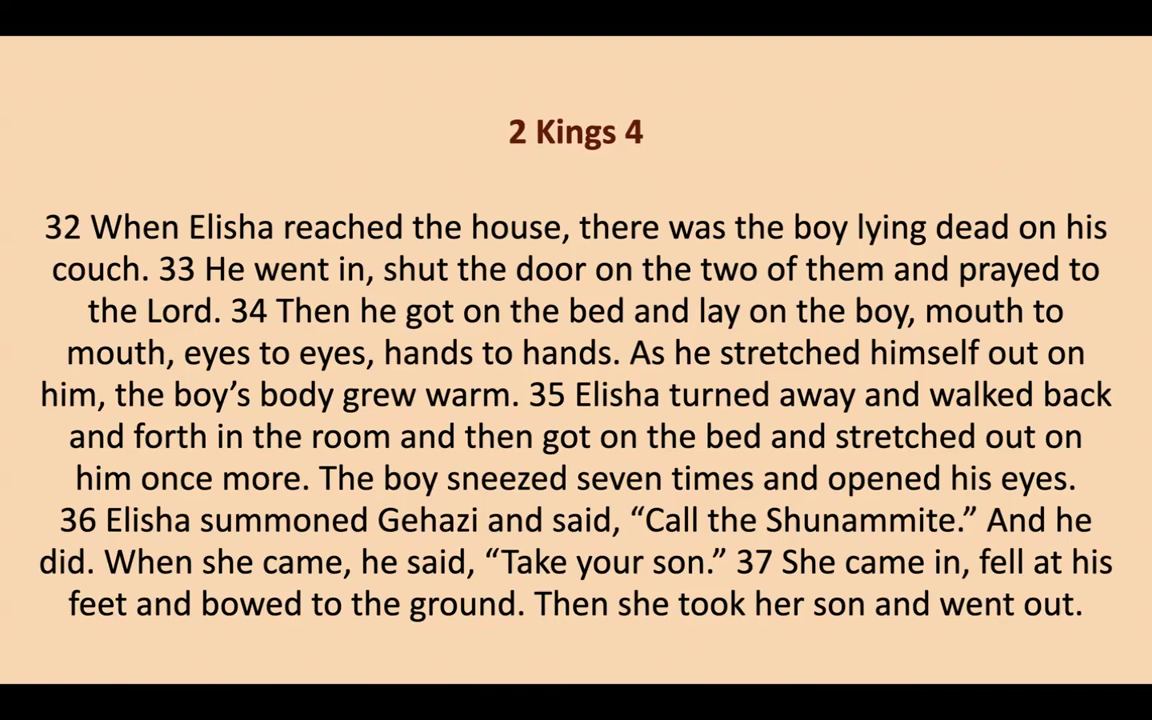 2 Kings 4
32 When Elisha reached the house, there was the boy lying dead on his
couch. 33 He went in, shut the door on the two of them and prayed to
the Lord. 34 Then he got on the bed and lay on the boy, mouth to
mouth, eyes to eyes, hands to hands. As he stretched himself out on
him, the boy’s body grew warm. 35 Elisha turned away and walked back
and forth in the room and then got on the bed and stretched out on
him once more. The boy sneezed seven times and opened his eyes.
36 Elisha summoned Gehazi and said, “Call the Shunammite.” And he
did. When she came, he said, “Take your son.” 37 She came in, fell at his
feet and bowed to the ground. Then she took her son and went out.